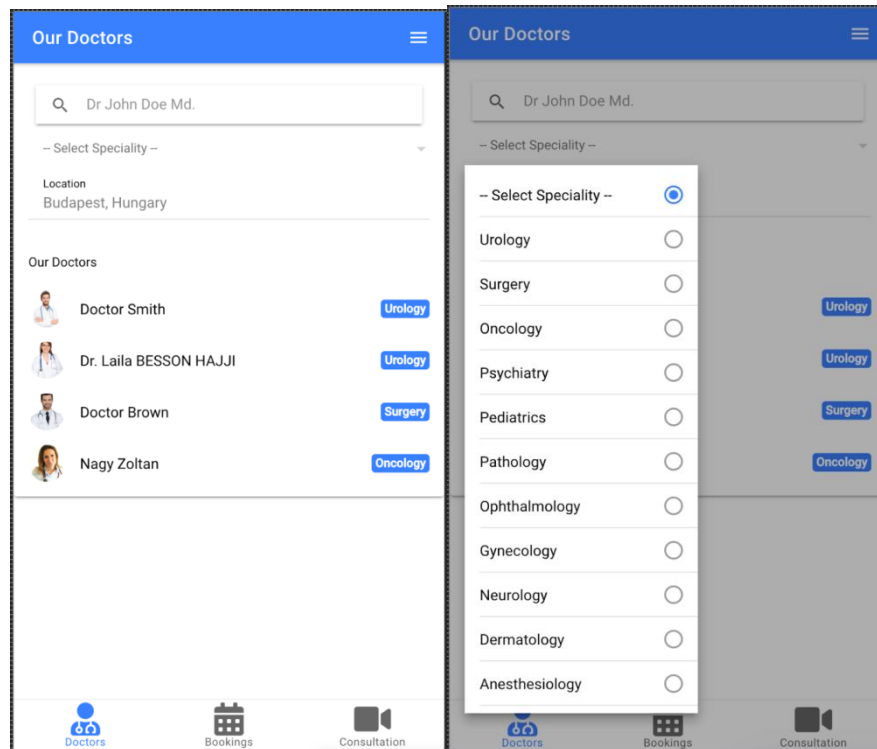 Our Doctors
Dr John Doe Md.
-- Select Speciality --
Location
Budapest, Hungary
Our Doctors
Doctor Smith Urology
Dr. Laila BESSON HAJJI Urology
Doctor Brown Surgery
Nagy Zoltan Oncology
Doctors Bookings Consultation
Our Doctors
Dr John Doe Md.
-- Select Speciality --
-- Select Speciality --
Urology
Surgery
Urology
Oncology
Urology
Psychiatry
Pediatrics
Surgery
Pathology
Oncology
Ophthalmology
Gynecology
Neurology
Dermatology
Anesthesiology
Doctors Bookings Consultation